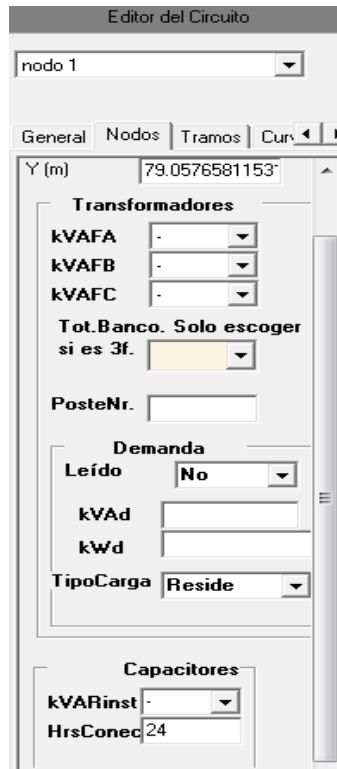 Editor del Circuito
nodo 1
General Nodos Tramos Curv
Y (m) 79.0576581153
Transformadores
kVAFA -
kVAFB -
kVAFC -
Tot.Banco. Solo escoger
si es 3f.
PosteNr.
Demanda
Leído No
kVAd
kWd
TipoCarga Reside
Capacitores
kVARinst -
HrsConec 24